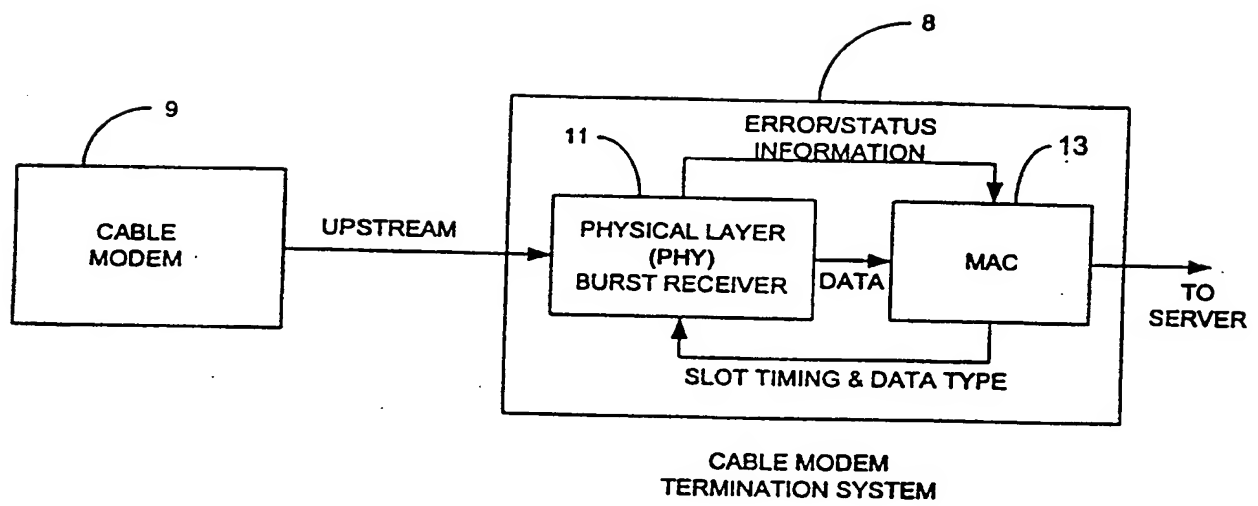 8
9
11
ERROR/STATUS
INFORMATION
13
CABLE
MODEM
UPSTREAM
PHYSICAL LAYER
(PHY)
BURST RECEIVER
DATA
MAC
TO
SERVER
SLOT TIMING & DATA TYPE
CABLE MODEM
TERMINATION SYSTEM